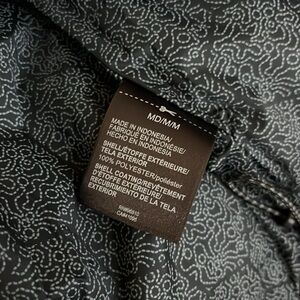 MD/M/M
MADE IN INDONESIA/
FABRIQUÉ EN INDONÉSIE/
HECHO EN INDONESIA
SHELL/ÉTOFFE EXTÉRIEURE/
TELA EXTERIOR
100% POLYESTER/poliéster
SHELL COATING/REVÊTEMENT
D'ÉTOFFE EXTÉRIEURE/
RECUBRIMIENTO DE LA TELA
EXTERIOR